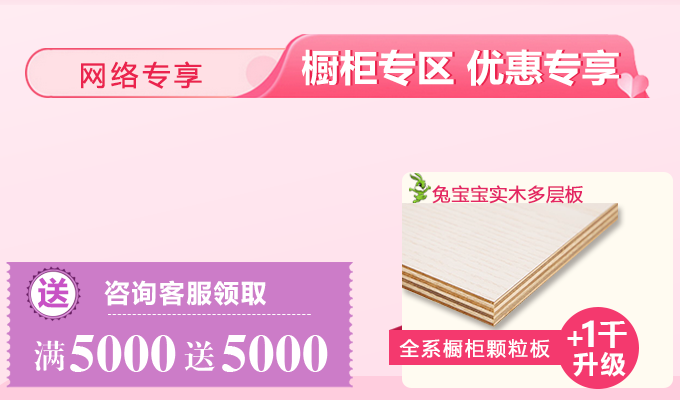 网络专享
橱柜专区 优惠专享
兔宝宝实木多层板
送
咨询客服领取
满5000送5000
全系橱柜颗粒板
+1千
升级